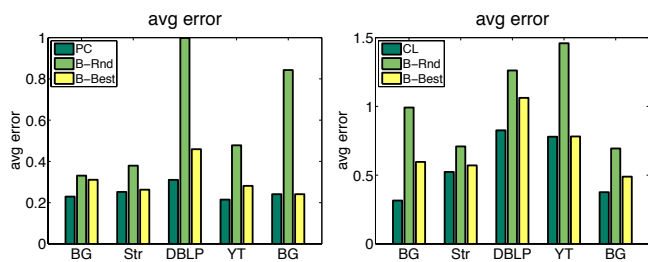 avg error
1
0.8
0.6
0.4
0.2
0
avg error
PC
B-Rnd
B-Best
BG Str DBLP YT BG
avg error
1.5
1
0.5
0
avg error
CL
B-Rnd
B-Best
BG Str DBLP YT BG